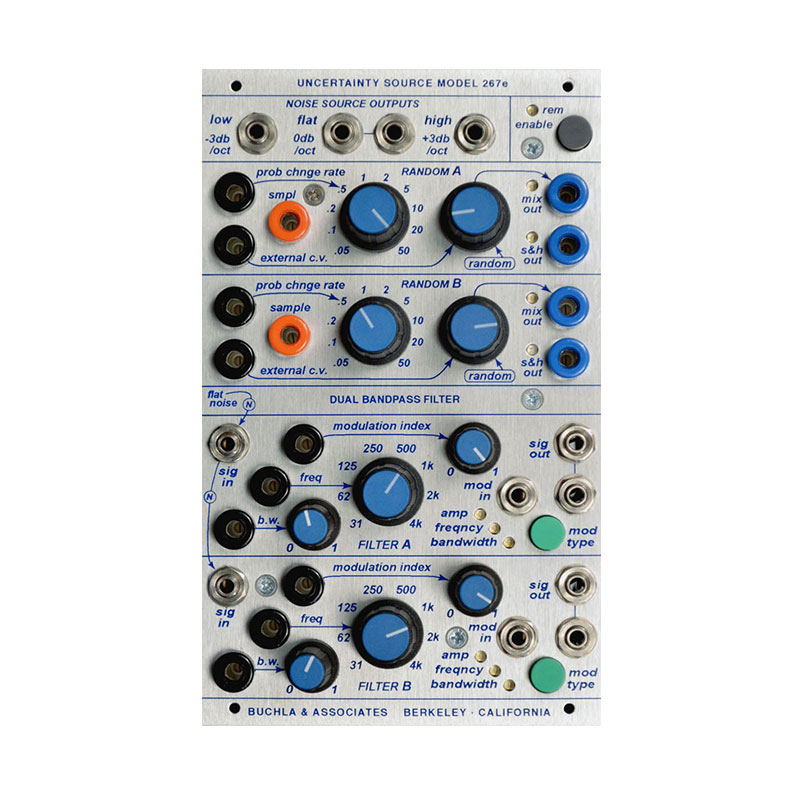 UNCERTAINTY SOURCE MODEL 267e
NOISE SOURCE OUTPUTS
low
-3db
/oct
flat
0db
/oct
high
+3db
/oct
rem
enable
prob chnge rate
RANDOM A
smpl
.05
.1
.2
.5
1
2
5
10
20
50
mix
out
s&h
out
external c.v.
random
prob chnge rate
RANDOM B
sample
.05
.1
.2
.5
1
2
5
10
20
50
mix
out
s&h
out
external c.v.
random
flat
noise
N
DUAL BANDPASS FILTER
modulation index
sig
in
N
freq
b.w.
0
1
31
62
125
250
500
1k
2k
4k
FILTER A
0
1
mod
in
sig
out
amp
freqncy
bandwidth
mod
type
modulation index
sig
in
freq
b.w.
0
1
31
62
125
250
500
1k
2k
4k
FILTER B
0
1
mod
in
sig
out
amp
freqncy
bandwidth
mod
type
BUCHLA & ASSOCIATES BERKELEY · CALIFORNIA